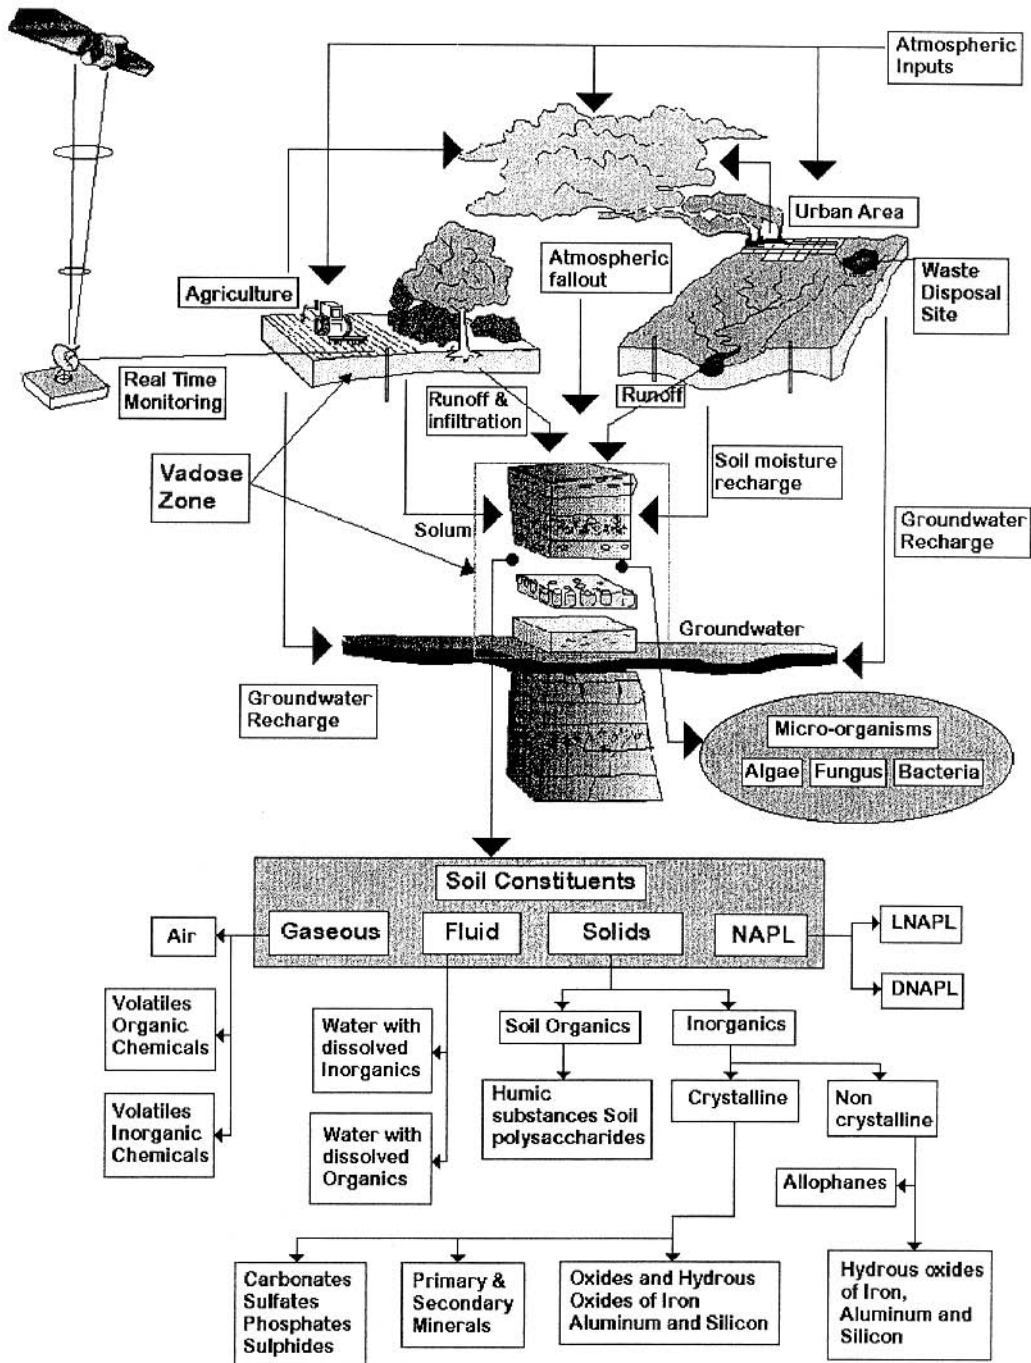 Atmospheric
Inputs
Urban Area
Atmospheric
fallout
Waste
Disposal
Site
Agriculture
Real Time
Monitoring
Runoff &
infiltration
Runoff
Vadose
Zone
Soil moisture
recharge
Solum
Groundwater
Recharge
Groundwater
Groundwater
Recharge
Micro-organisms
Algae
Fungus
Bacteria
Soil Constituents
Gaseous
Fluid
Solids
NAPL
Air
LNAPL
DNAPL
Volatiles
Organic
Chemicals
Water with
dissolved
Inorganics
Soil Organics
Inorganics
Volatiles
Inorganic
Chemicals
Water with
dissolved
Organics
Humic
substances Soil
polysaccharides
Crystalline
Non
crystalline
Allophanes
Carbonates
Sulfates
Phosphates
Sulphides
Primary &
Secondary
Minerals
Oxides and Hydrous
Oxides of Iron
Aluminum and Silicon
Hydrous oxides
of Iron,
Aluminum and
Silicon